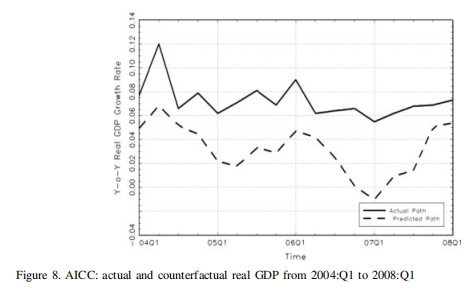 0.14
0.12
0.10
0.08
0.06
0.04
0.02
0.00
-0.04
Y-o-Y Real GDP Growth Rate
Actual Path
Predicted Path
04Q1 05Q1 06Q1 07Q1 08Q1
Time
Figure 8. AICC: actual and counterfactual real GDP from 2004:Q1 to 2008:Q1